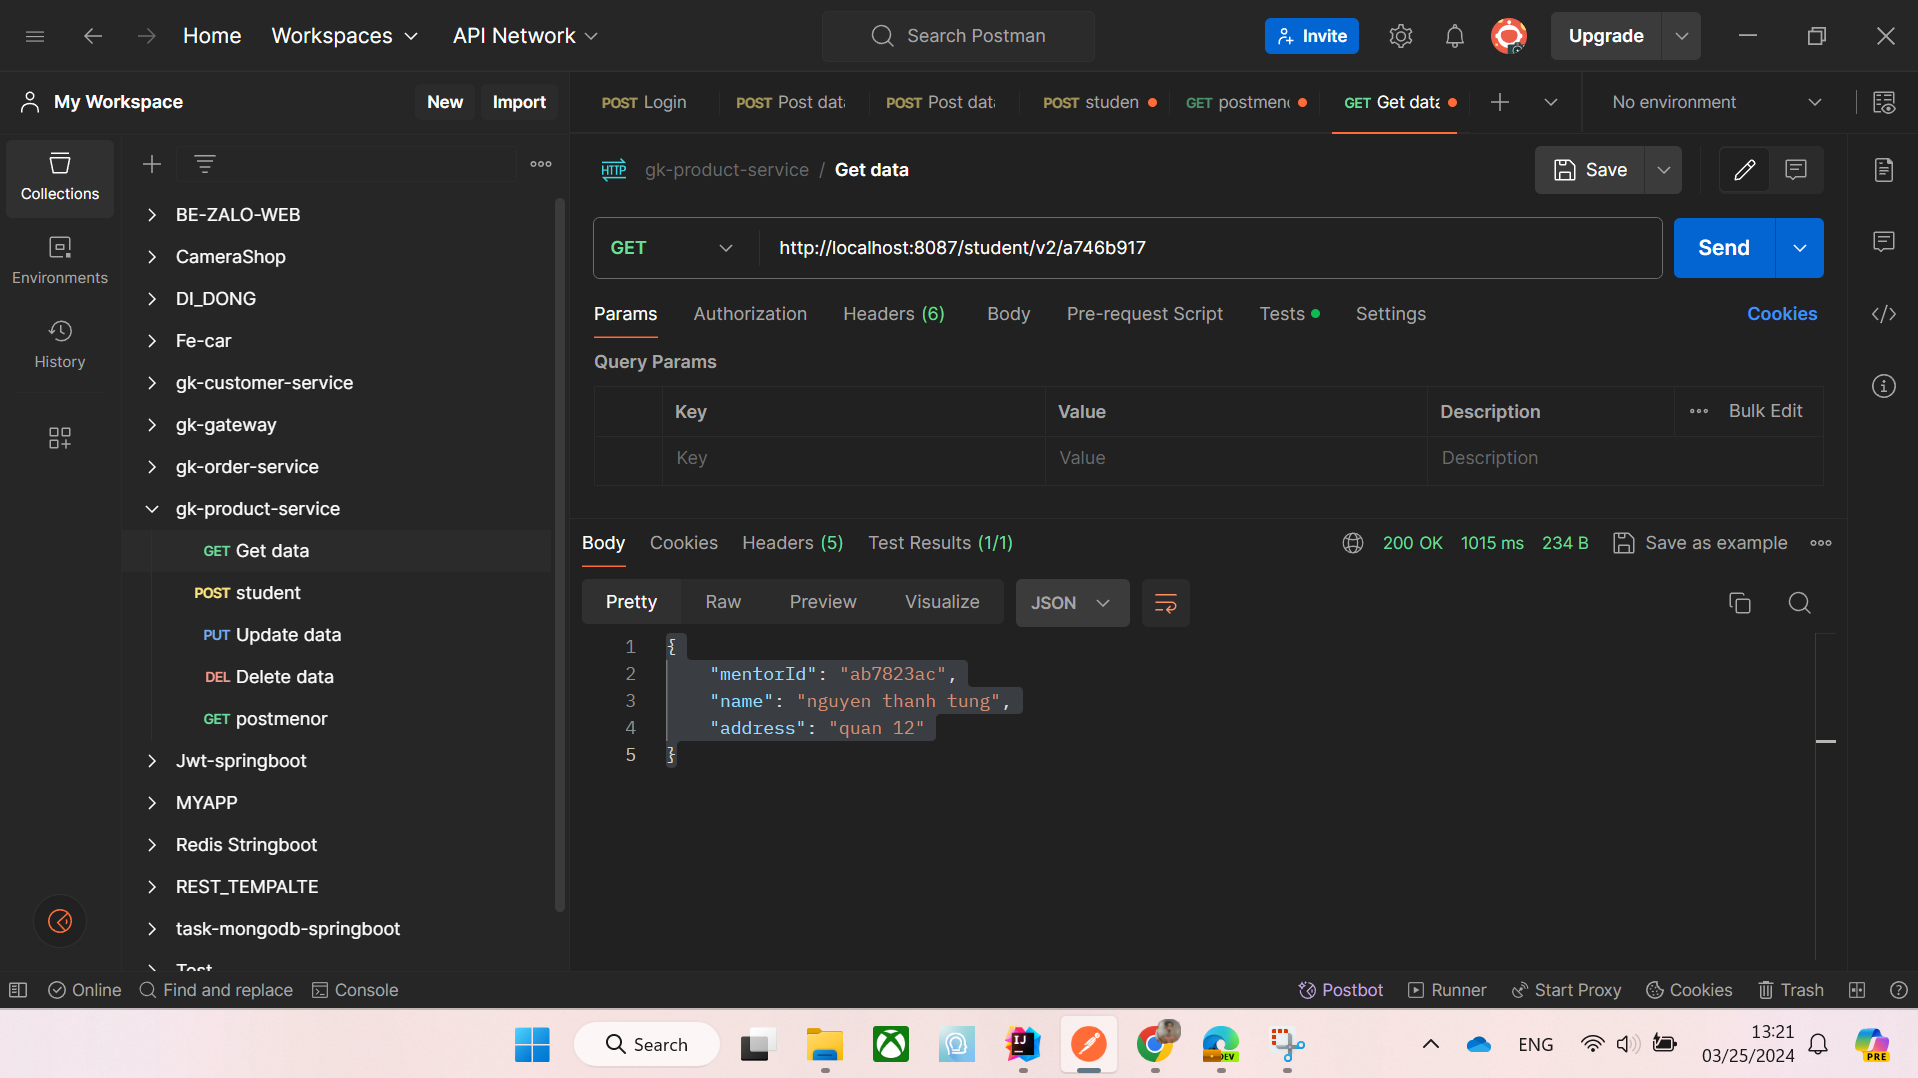 Home
Workspaces
API Network
Search Postman
Invite
Upgrade
My Workspace
New
Import
POST Login
POST Post dat
POST Post dat
POST studen
GET postmen
GET Get data
No environment
Collections
Environments
History
BE-ZALO-WEB
CameraShop
DI_DONG
Fe-car
gk-customer-service
gk-gateway
gk-order-service
gk-product-service
GET Get data
POST student
PUT Update data
DEL Delete data
GET postmenor
Jwt-springboot
MYAPP
Redis Stringboot
REST_TEMPALTE
task-mongodb-springboot
Test
HTTP
gk-product-service / Get data
Save
GET
http://localhost:8087/student/v2/a746b917
Send
Params
Authorization
Headers (6)
Body
Pre-request Script
Tests
Settings
Cookies
Query Params
Key
Value
Description
Bulk Edit
Key
Value
Description
Body
Cookies
Headers (5)
Test Results (1/1)
200 OK
1015 ms
234 B
Save as example
Pretty
Raw
Preview
Visualize
JSON
1 {
2 "mentorId": "ab7823ac",
3 "name": "nguyen thanh tung",
4 "address": "quan 12"
5 }
Online
Find and replace
Console
Postbot
Runner
Start Proxy
Cookies
Trash
Search
IJ
DEV
ENG
13:21
03/25/2024
PRE